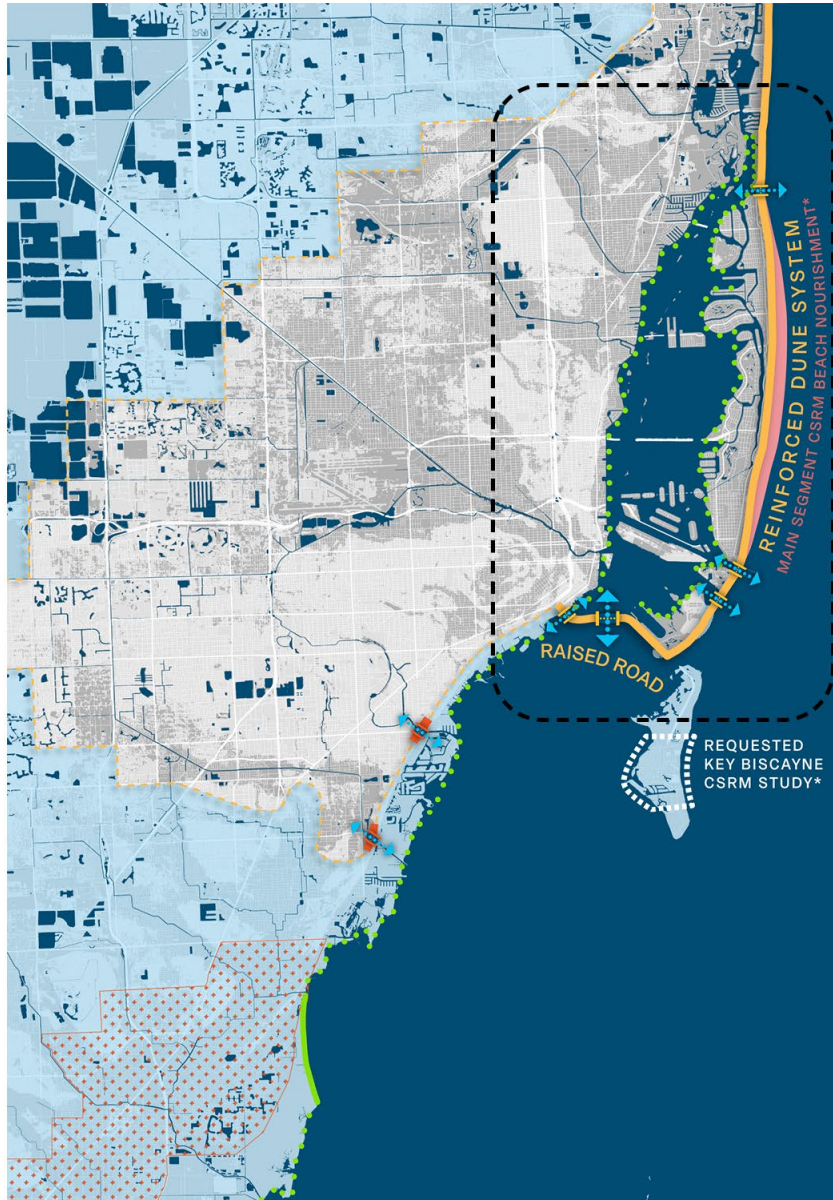 REINFORCED DUNE SYSTEM
MAIN SEGMENT CSRM BEACH NOURISHMENT*
RAISED ROAD
REQUESTED
KEY BISCAYNE
CSRM STUDY*